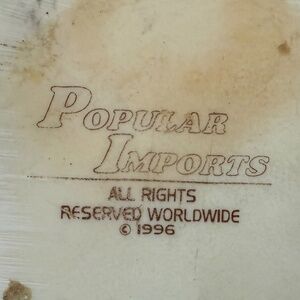 POPULAR
IMPORTS
ALL RIGHTS
RESERVED WORLDWIDE
© 1996